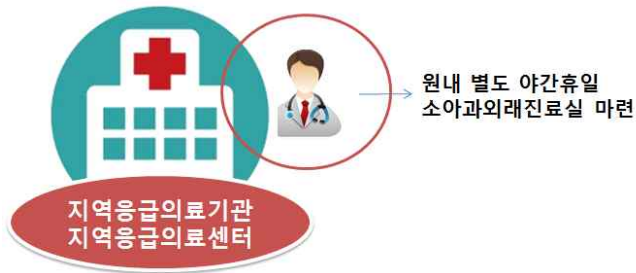 원내 별도 야간휴일
소아과외래진료실 마련
지역응급의료기관
지역응급의료센터